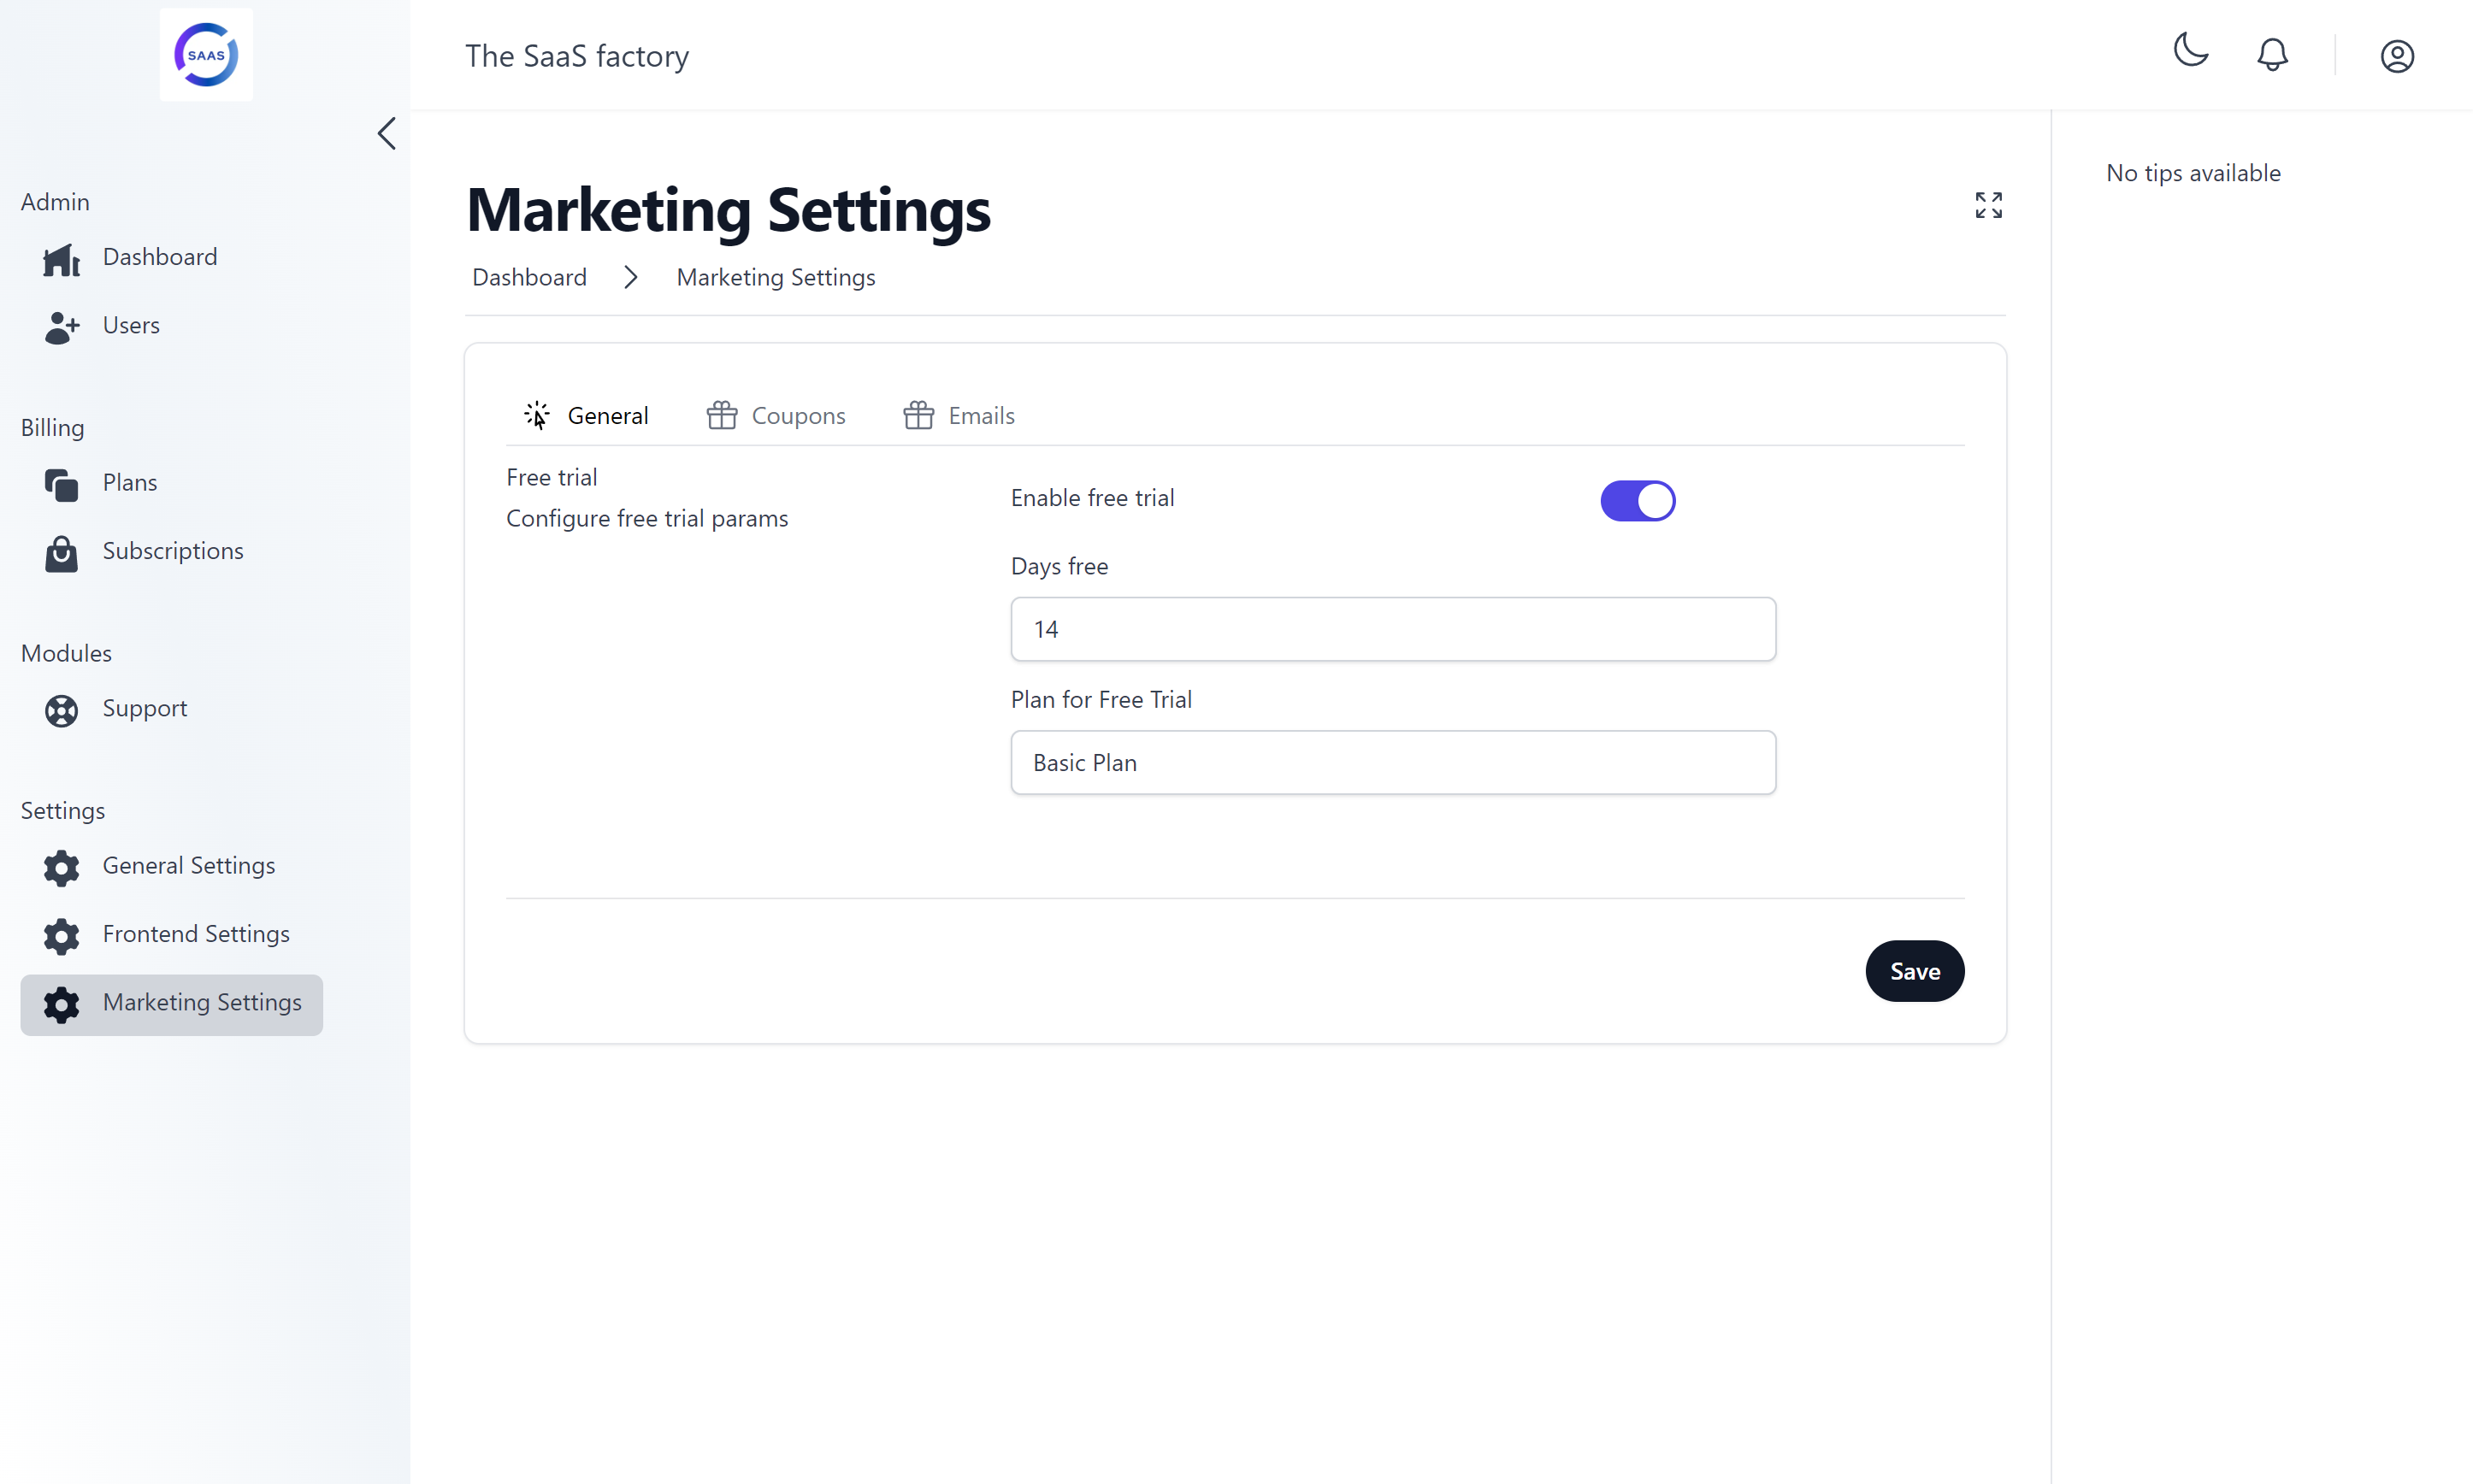 SAAS
The SaaS factory
Admin
Dashboard
Users
Billing
Plans
Subscriptions
Modules
Support
Settings
General Settings
Frontend Settings
Marketing Settings
Marketing Settings
Dashboard
Marketing Settings
General
Coupons
Emails
Free trial
Configure free trial params
Enable free trial
Days free
14
Plan for Free Trial
Basic Plan
Save
No tips available